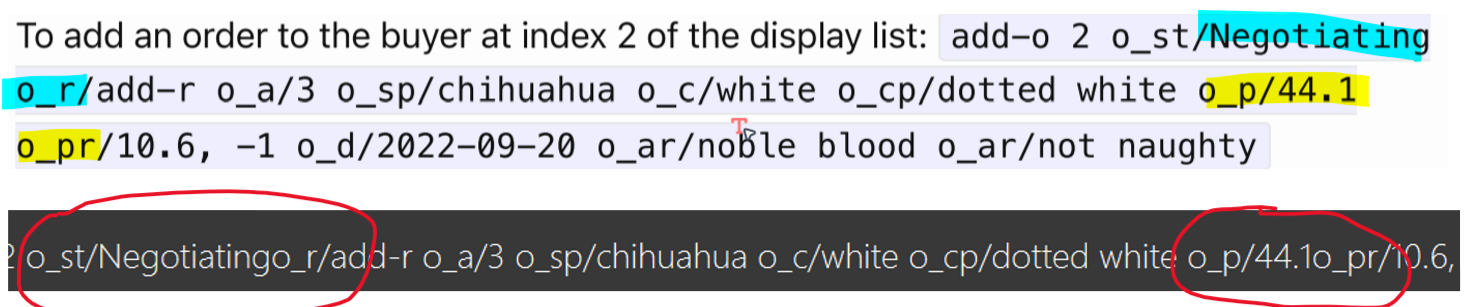 To add an order to the buyer at index 2 of the display list: add-o 2 o_st/Negotiating
o_r/add-r o_a/3 o_sp/chihuahua o_c/white o_cp/dotted white o_p/44.1
o_pr/10.6, -1 o_d/2022-09-20 o_ar/noble blood o_ar/not naughty
T
2 o_st/Negotiatingo_r/add-r o_a/3 o_sp/chihuahua o_c/white o_cp/dotted white o_p/44.1o_pr/10.6,